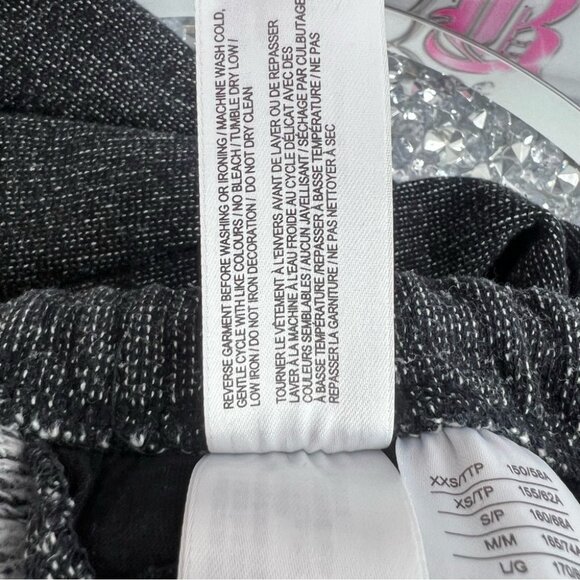 REVERSE GARMENT BEFORE WASHING OR IRONING / MACHINE WASH COLD,
GENTLE CYCLE WITH LIKE COLOURS / NO BLEACH / TUMBLE DRY LOW /
LOW IRON / DO NOT IRON DECORATION / DO NOT DRY CLEAN
TOURNER LE VÊTEMENT À L'ENVERS AVANT DE LAVER OU DE REPASSER
LAVER À LA MACHINE À L'EAU FROIDE AU CYCLE DÉLICAT AVEC DES
COULEURS SEMBLABLES / AUCUN JAVELLISANT / SÉCHAGE PAR CULBUTAGE
À BASSE TEMPÉRATURE / REPASSER À BASSE TEMPÉRATURE / NE PAS
REPASSER LA GARNITURE / NE PAS NETTOYER À SEC
XXS/TTP 150/58A
XS/TP 155/62A
S/P 160/68A
M/M 165/74A
L/G